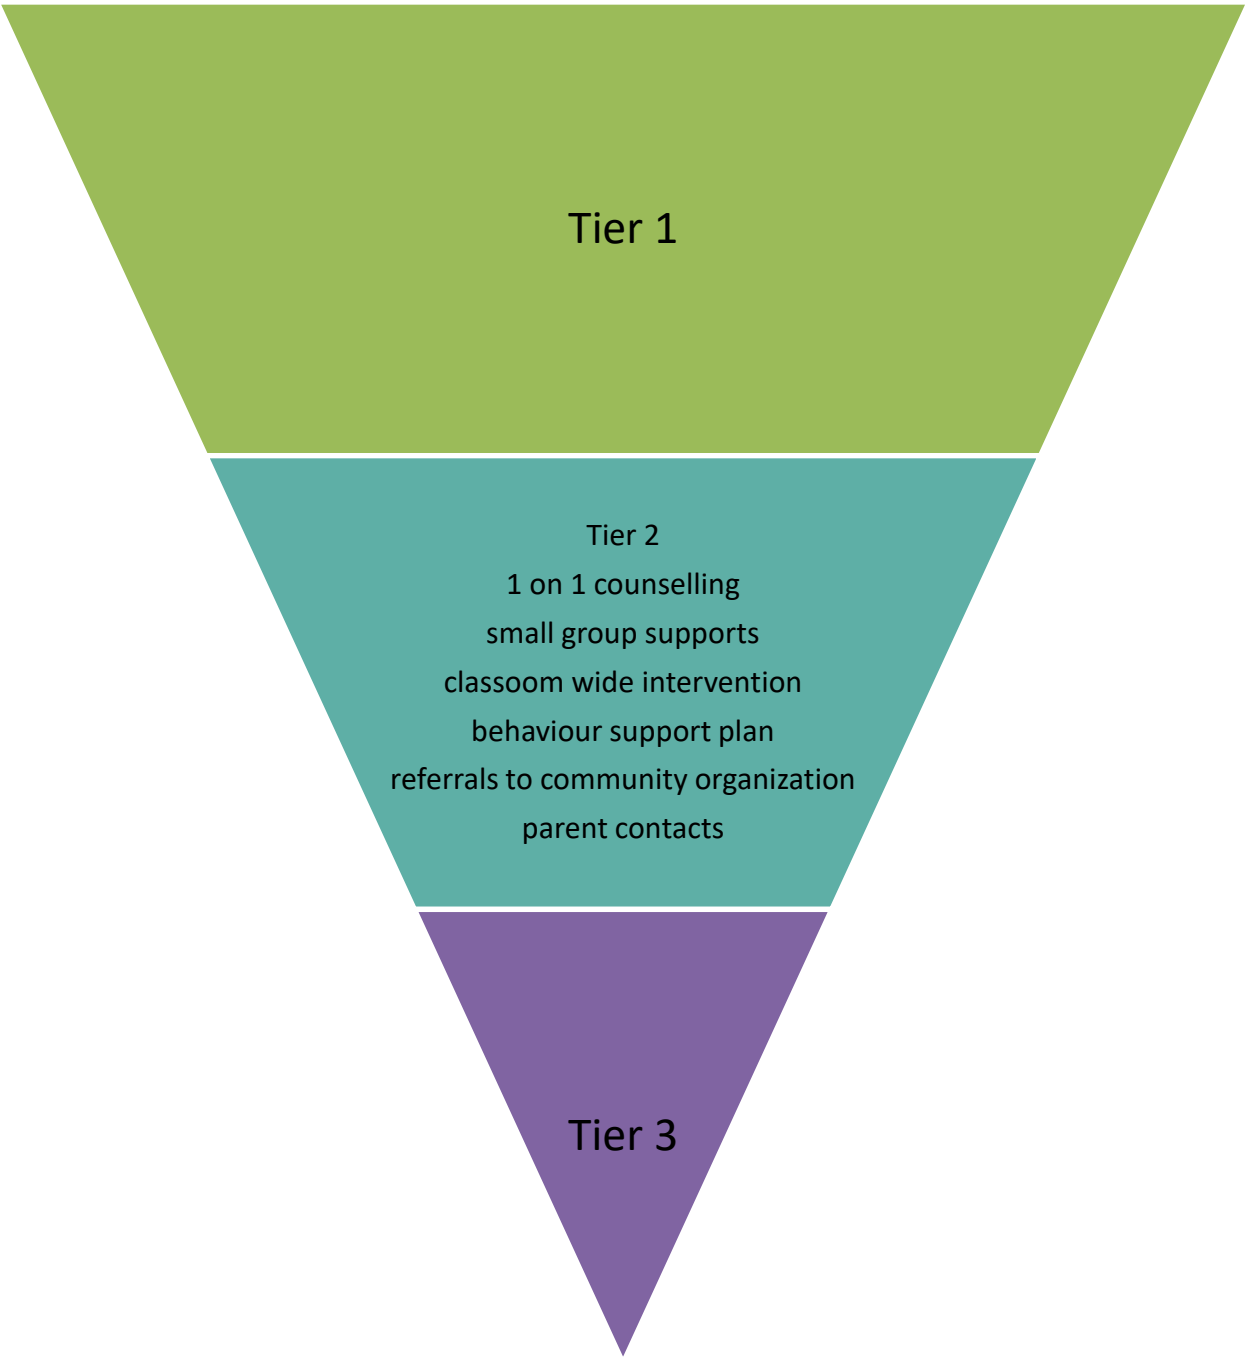 Tier 1
Tier 2
1 on 1 counselling
small group supports
classoom wide intervention
behaviour support plan
referrals to community organization
parent contacts
Tier 3